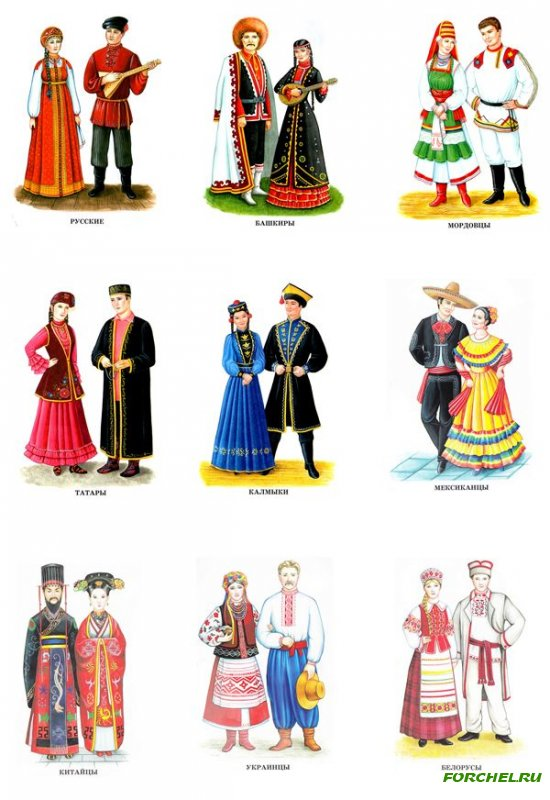 РУССКИЕ
БАШКИРЫ
МОРДОВЦЫ
ТАТАРЫ
КАЛМЫКИ
МЕКСИКАНЦЫ
КИТАЙЦЫ
УКРАИНЦЫ
БЕЛОРУСЫ
FORCHEL.RU